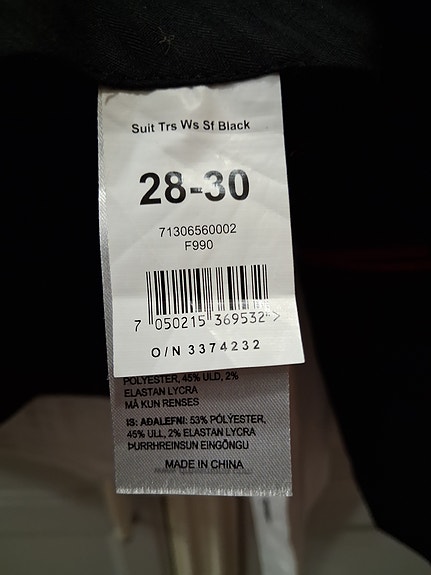 Suit Trs Ws Sf Black
28-30
71306560002
F990
7 050215 369532 >
O/N 3374232
POLYESTER, 45% ULD, 2%
ELASTAN LYCRA
MÅ KUN RENSES
IS: AÐALEFNI: 53% PÓLÝESTER,
45% ULL, 2% ELASTAN LYCRA
ÞURRHREINSUN EINGÖNGU
MADE IN CHINA